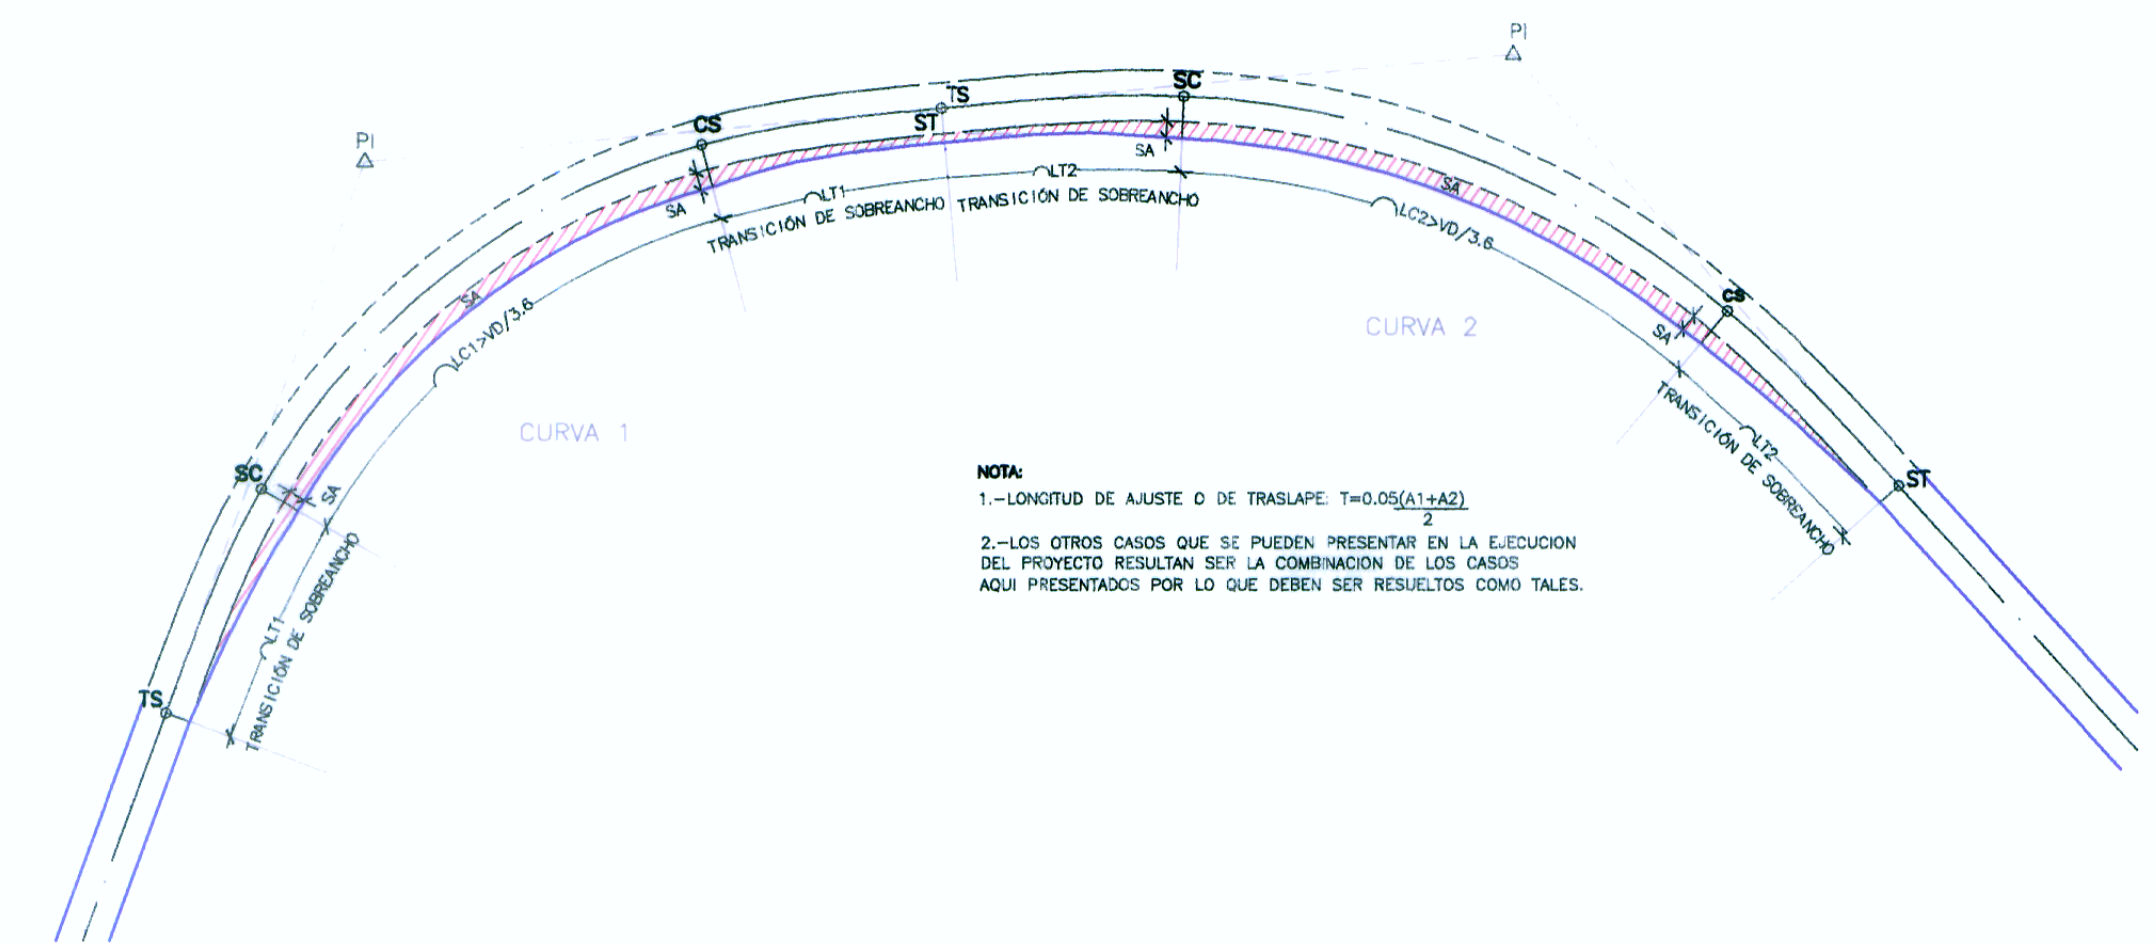 PI
PI
SC
TS
CS
ST
SA
SA
LT1
LT2
TRANSICIÓN DE SOBREANCHO
TRANSICIÓN DE SOBREANCHO
SA
LC2>VD/3.6
SA
LC1>VD/3.6
CS
SA
CURVA 2
CURVA 1
SC
SA
LT2
TRANSICIÓN DE SOBREANCHO
ST
NOTA:
1.-LONGITUD DE AJUSTE O DE TRASLAPE: T=0.05(A1+A2)
2
2.-LOS OTROS CASOS QUE SE PUEDEN PRESENTAR EN LA EJECUCION
DEL PROYECTO RESULTAN SER LA COMBINACION DE LOS CASOS
AQUI PRESENTADOS POR LO QUE DEBEN SER RESUELTOS COMO TALES.
LT1
TRANSICIÓN DE SOBREANCHO
TS